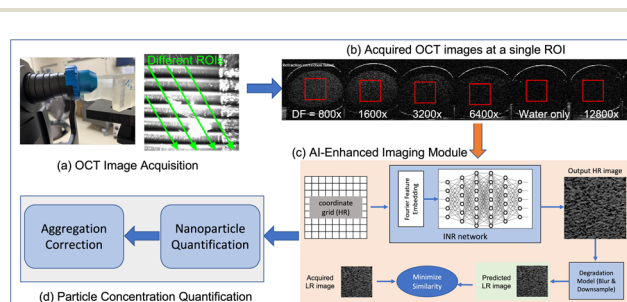 (b) Acquired OCT images at a single ROI
Different ROIs
DF = 800x 1600x 3200x 6400x Water only 12800x
(a) OCT Image Acquisition
(c) AI-Enhanced Imaging Module
Output HR image
coordinate
grid (HR)
Fourier Feature
Embedding
INR network
Aggregation
Correction
Nanoparticle
Quantification
Acquired
LR image
Minimize
Similarity
Predicted
LR image
Degradation
Model (Blur &
Downsample)
(d) Particle Concentration Quantification